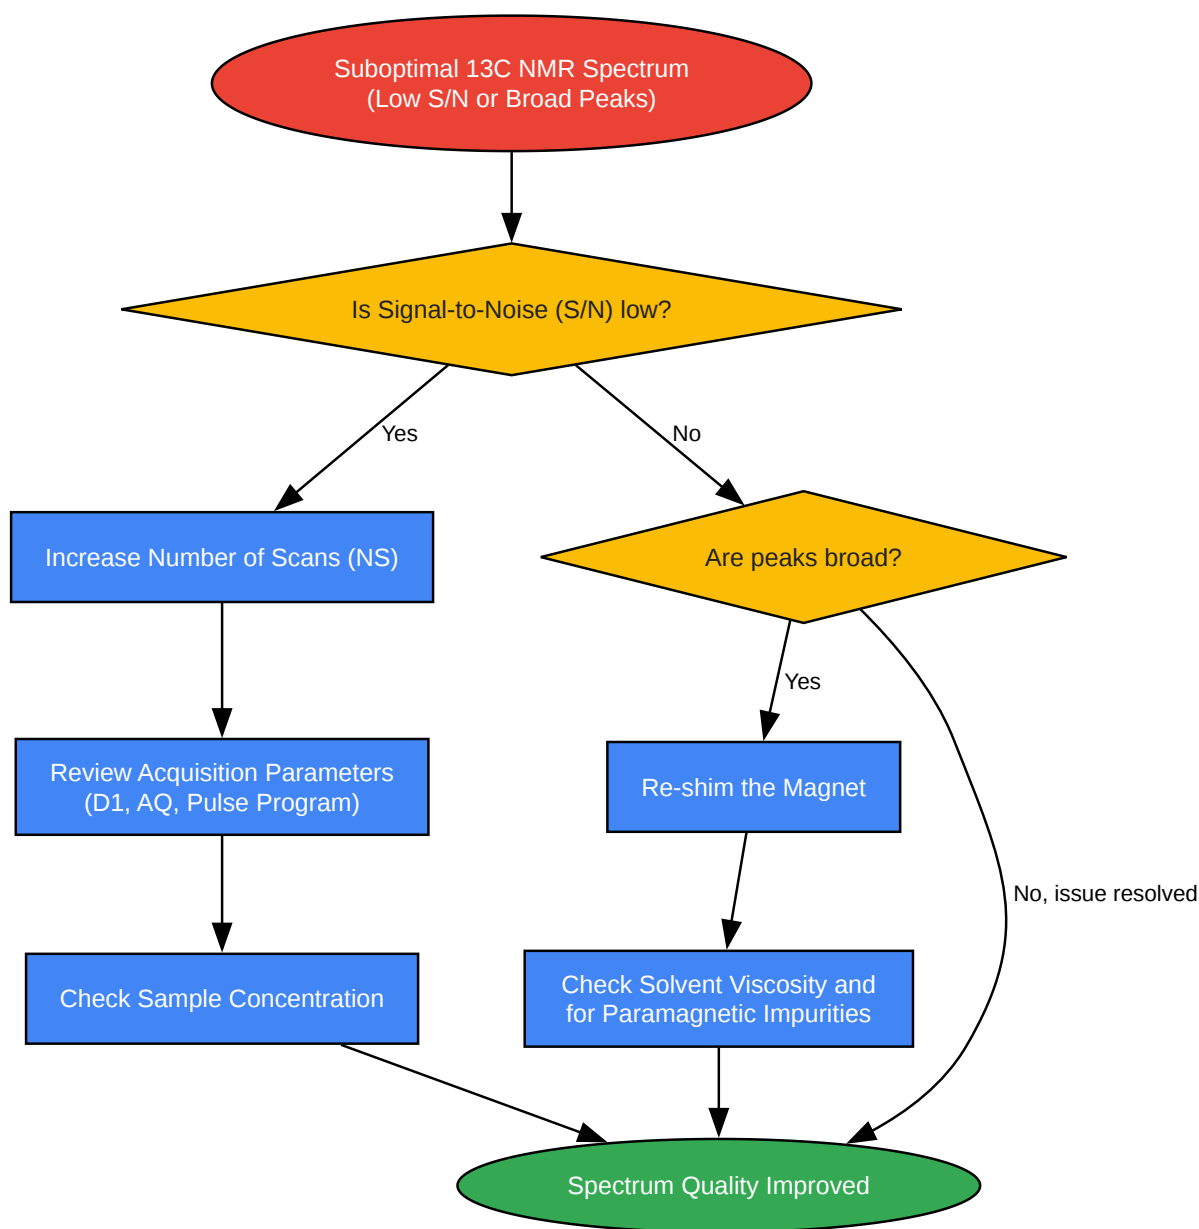 Suboptimal 13C NMR Spectrum
(Low S/N or Broad Peaks)
Is Signal-to-Noise (S/N) low?
Yes
No
Increase Number of Scans (NS)
Are peaks broad?
Yes
Review Acquisition Parameters
(D1, AQ, Pulse Program)
Re-shim the Magnet
No, issue resolved
Check Sample Concentration
Check Solvent Viscosity and
for Paramagnetic Impurities
Spectrum Quality Improved